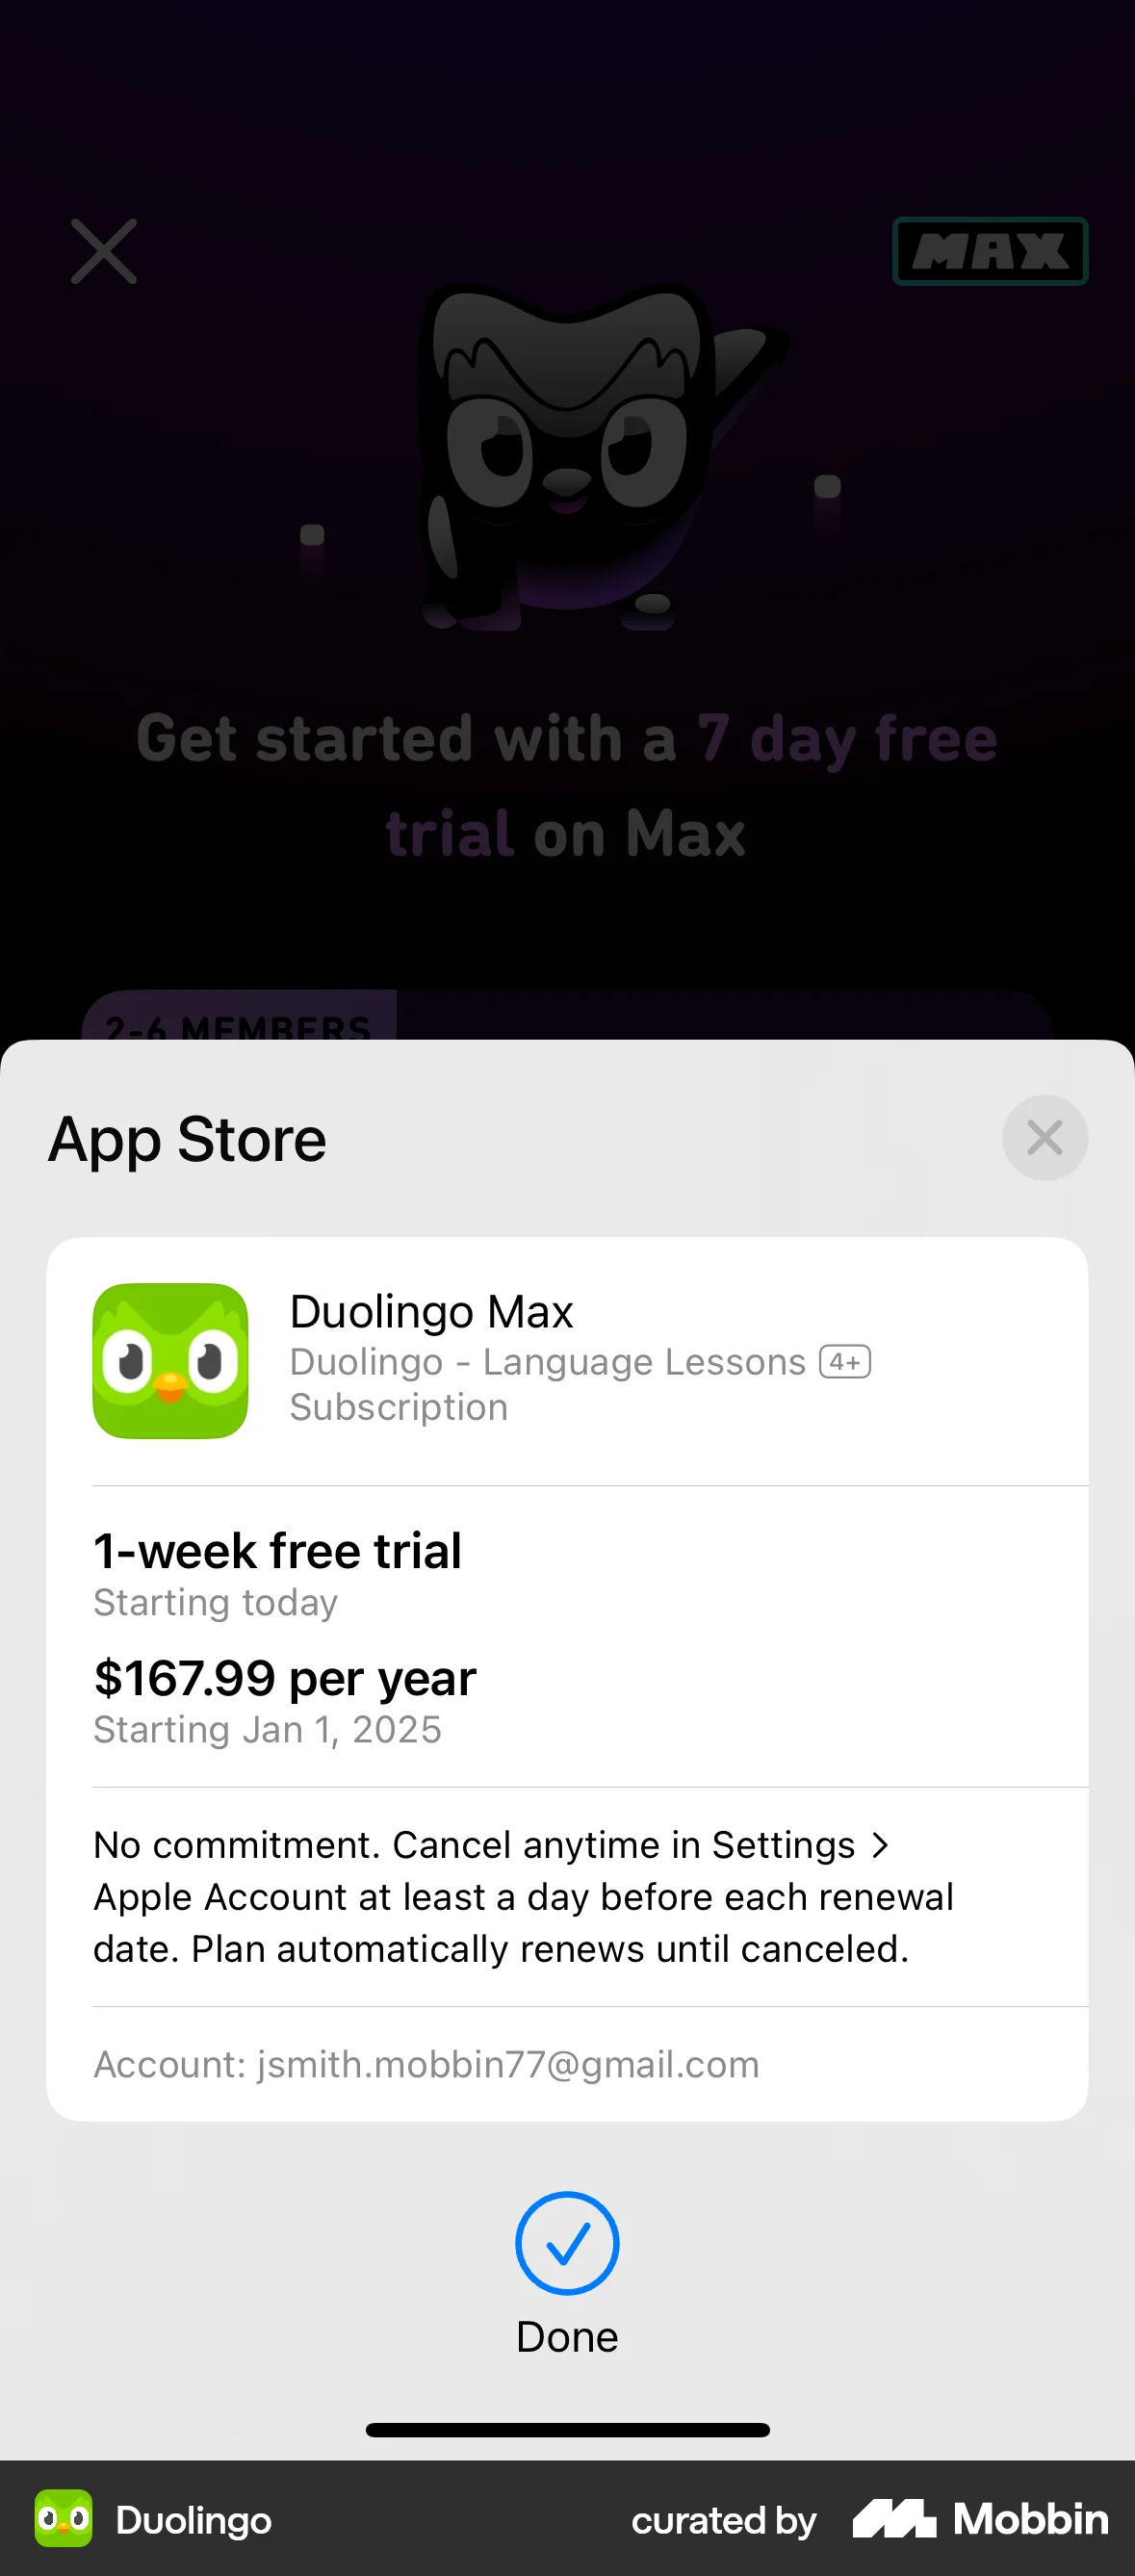 MAX
Get started with a 7 day free
trial on Max
2-6 MEMBERS
App Store
Duolingo Max
Duolingo - Language Lessons 4+
Subscription
1-week free trial
Starting today
$167.99 per year
Starting Jan 1, 2025
No commitment. Cancel anytime in Settings >
Apple Account at least a day before each renewal
date. Plan automatically renews until canceled.
Account: jsmith.mobbin77@gmail.com
Done
Duolingo
curated by Mobbin